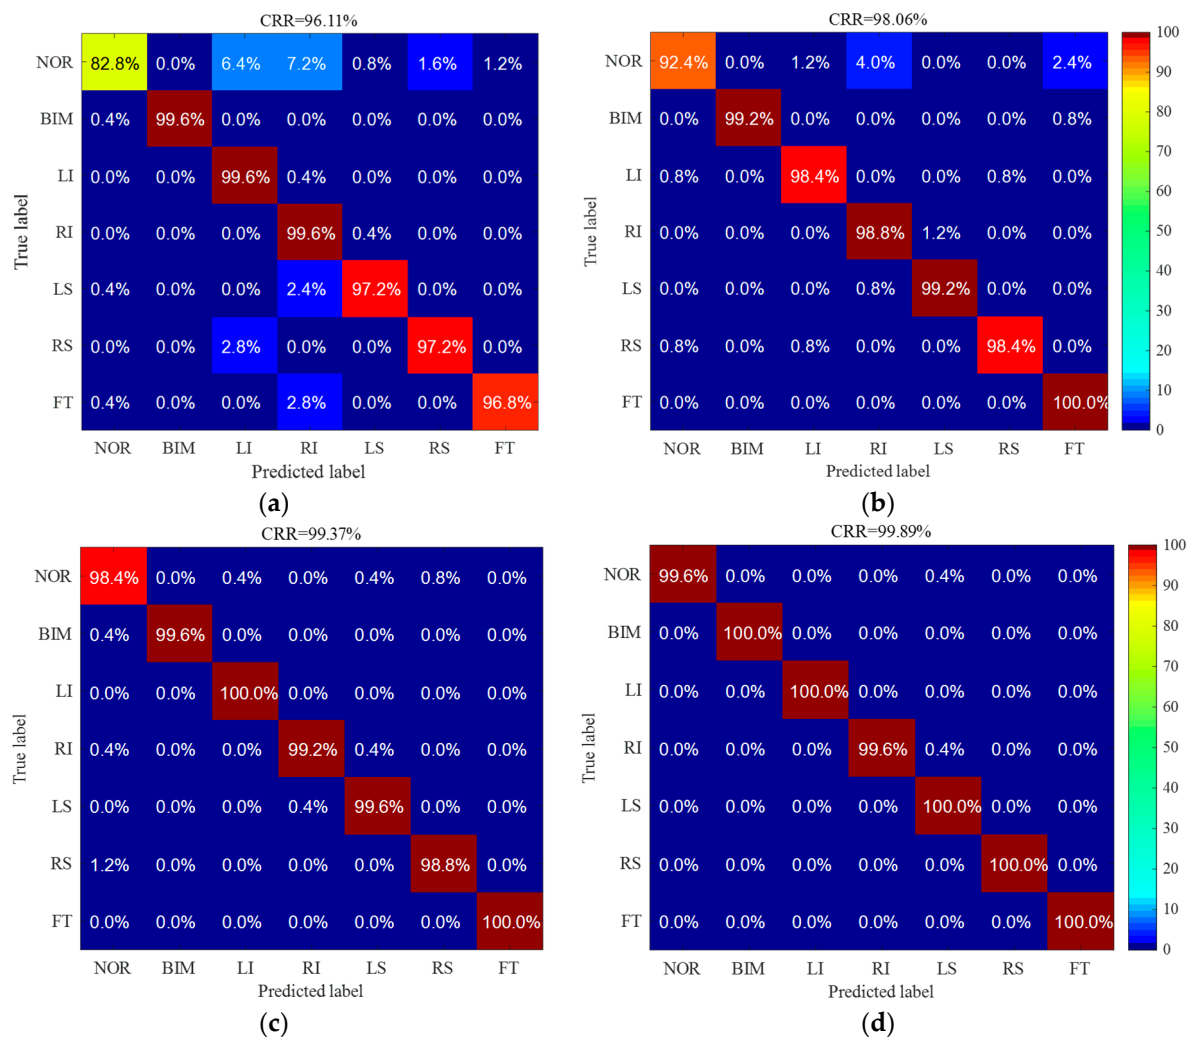 CRR=96.11%
NOR 82.8% 0.0% 6.4% 7.2% 0.8% 1.6% 1.2%
BIM 0.4% 99.6% 0.0% 0.0% 0.0% 0.0% 0.0%
LI 0.0% 0.0% 99.6% 0.4% 0.0% 0.0% 0.0%
RI 0.0% 0.0% 0.0% 99.6% 0.4% 0.0% 0.0%
LS 0.4% 0.0% 0.0% 2.4% 97.2% 0.0% 0.0%
RS 0.0% 0.0% 2.8% 0.0% 0.0% 97.2% 0.0%
FT 0.4% 0.0% 0.0% 2.8% 0.0% 0.0% 96.8%
NOR BIM LI RI LS RS FT
True label
Predicted label
(a)
CRR=98.06%
NOR 92.4% 0.0% 1.2% 4.0% 0.0% 0.0% 2.4%
BIM 0.0% 99.2% 0.0% 0.0% 0.0% 0.0% 0.8%
LI 0.8% 0.0% 98.4% 0.0% 0.0% 0.8% 0.0%
RI 0.0% 0.0% 0.0% 98.8% 1.2% 0.0% 0.0%
LS 0.0% 0.0% 0.0% 0.8% 99.2% 0.0% 0.0%
RS 0.8% 0.0% 0.8% 0.0% 0.0% 98.4% 0.0%
FT 0.0% 0.0% 0.0% 0.0% 0.0% 0.0% 100.0%
NOR BIM LI RI LS RS FT
True label
Predicted label
100
90
80
70
60
50
40
30
20
10
0
(b)
CRR=99.37%
NOR 98.4% 0.0% 0.4% 0.0% 0.4% 0.8% 0.0%
BIM 0.4% 99.6% 0.0% 0.0% 0.0% 0.0% 0.0%
LI 0.0% 0.0% 100.0% 0.0% 0.0% 0.0% 0.0%
RI 0.4% 0.0% 0.0% 99.2% 0.4% 0.0% 0.0%
LS 0.0% 0.0% 0.0% 0.4% 99.6% 0.0% 0.0%
RS 1.2% 0.0% 0.0% 0.0% 0.0% 98.8% 0.0%
FT 0.0% 0.0% 0.0% 0.0% 0.0% 0.0% 100.0%
NOR BIM LI RI LS RS FT
True label
Predicted label
(c)
CRR=99.89%
NOR 99.6% 0.0% 0.0% 0.0% 0.4% 0.0% 0.0%
BIM 0.0% 100.0% 0.0% 0.0% 0.0% 0.0% 0.0%
LI 0.0% 0.0% 100.0% 0.0% 0.0% 0.0% 0.0%
RI 0.0% 0.0% 0.0% 99.6% 0.4% 0.0% 0.0%
LS 0.0% 0.0% 0.0% 0.0% 100.0% 0.0% 0.0%
RS 0.0% 0.0% 0.0% 0.0% 0.0% 100.0% 0.0%
FT 0.0% 0.0% 0.0% 0.0% 0.0% 0.0% 100.0%
NOR BIM LI RI LS RS FT
True label
Predicted label
100
90
80
70
60
50
40
30
20
10
0
(d)